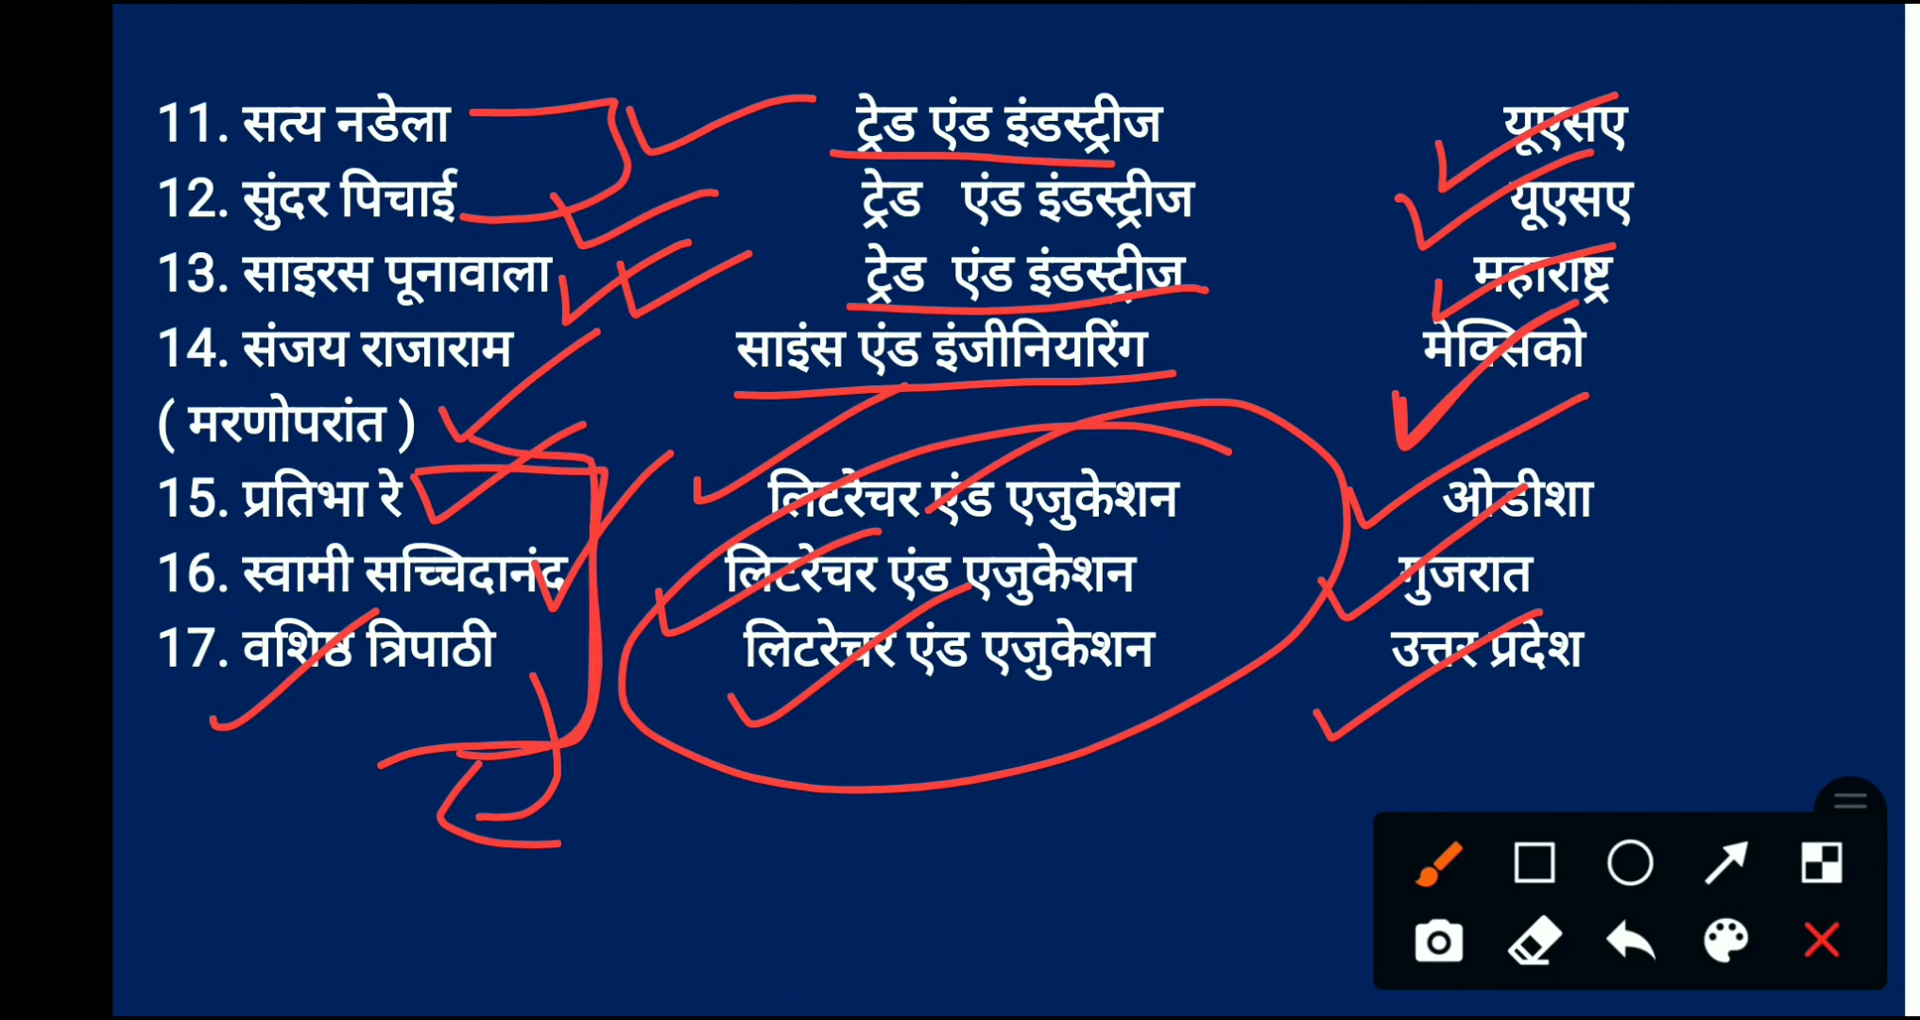 11. सत्य नडेला ट्रेड एंड इंडस्ट्रीज यूएसए
12. सुंदर पिचाई ट्रेड एंड इंडस्ट्रीज यूएसए
13. साइरस पूनावाला ट्रेड एंड इंडस्ट्रीज महाराष्ट्र
14. संजय राजाराम साइंस एंड इंजीनियरिंग मेक्सिको
( मरणोपरांत )
15. प्रतिभा रे लिटरेचर एंड एजुकेशन ओडीशा
16. स्वामी सच्चिदानंद लिटरेचर एंड एजुकेशन गुजरात
17. वशिष्ठ त्रिपाठी लिटरेचर एंड एजुकेशन उत्तर प्रदेश